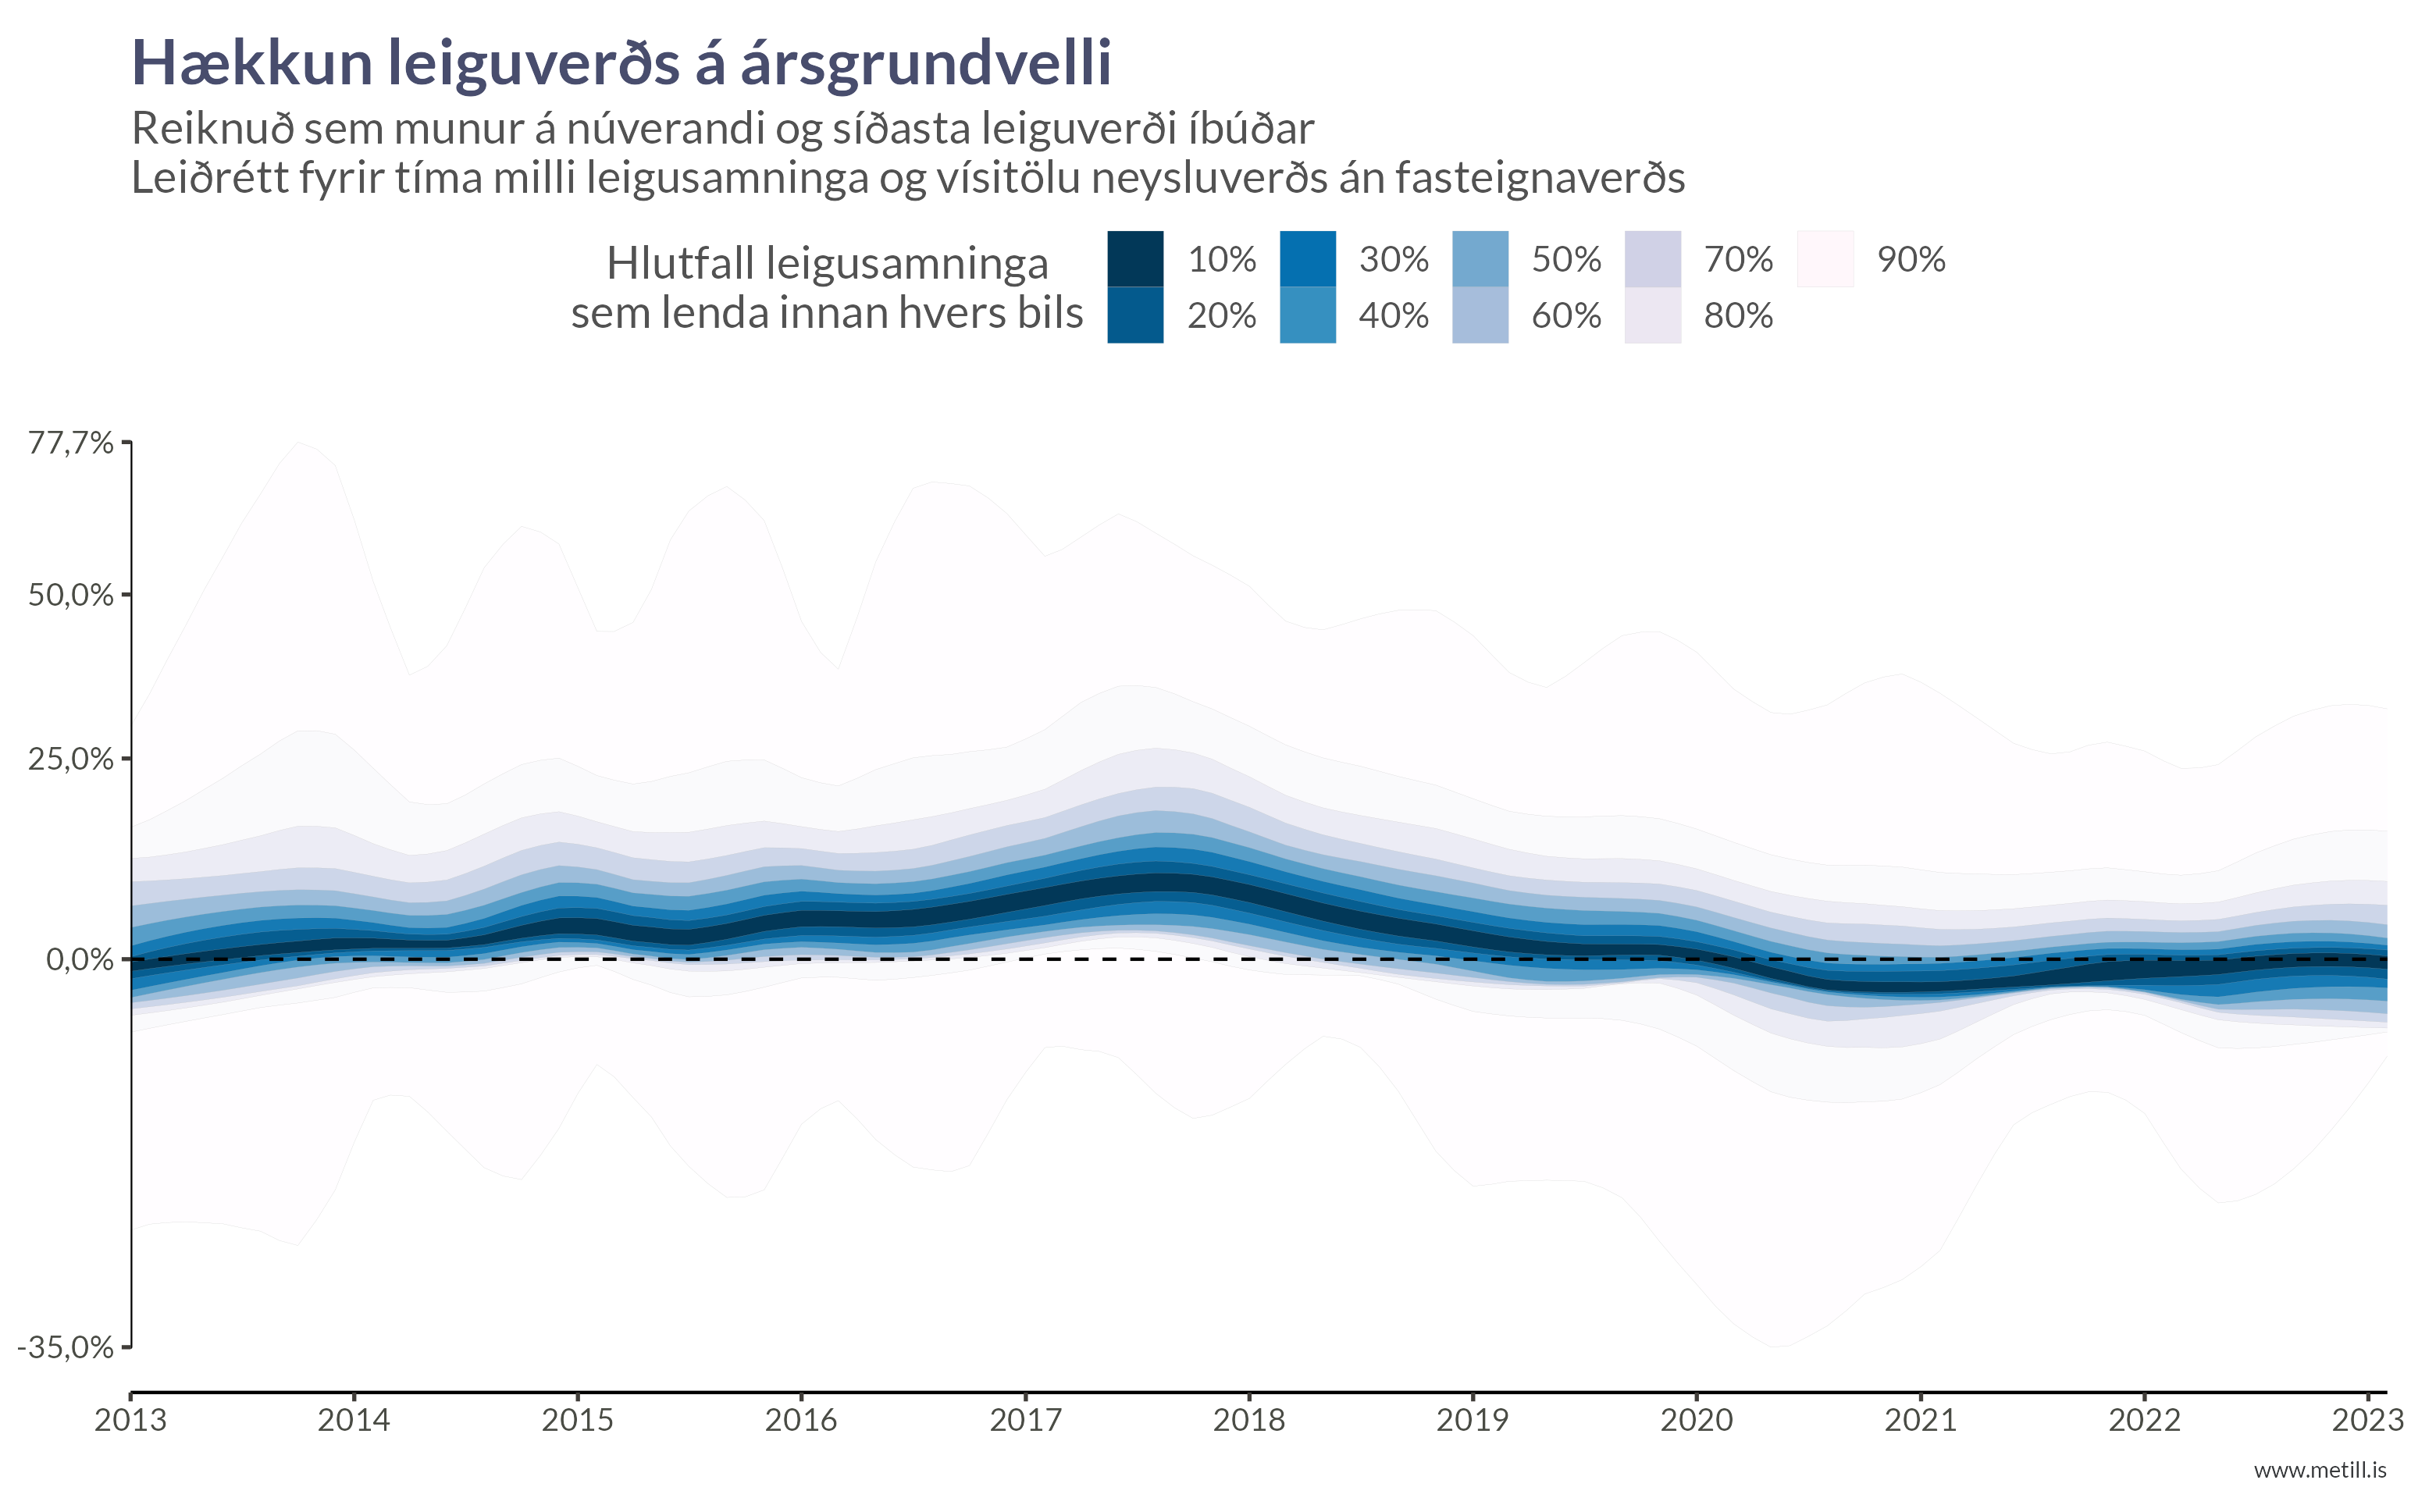 Hækkun leiguverðs á ársgrundvelli
Reiknuð sem munur á núverandi og síðasta leiguverði íbúðar
Leiðrétt fyrir tíma milli leigusamninga og vísitölu neysluverðs án fasteignaverðs
Hlutfall leigusamninga
sem lenda innan hvers bils
10% 30% 50% 70% 90%
20% 40% 60% 80%
77,7%
50,0%
25,0%
0,0%
-35,0%
2013 2014 2015 2016 2017 2018 2019 2020 2021 2022 2023
www.metill.is